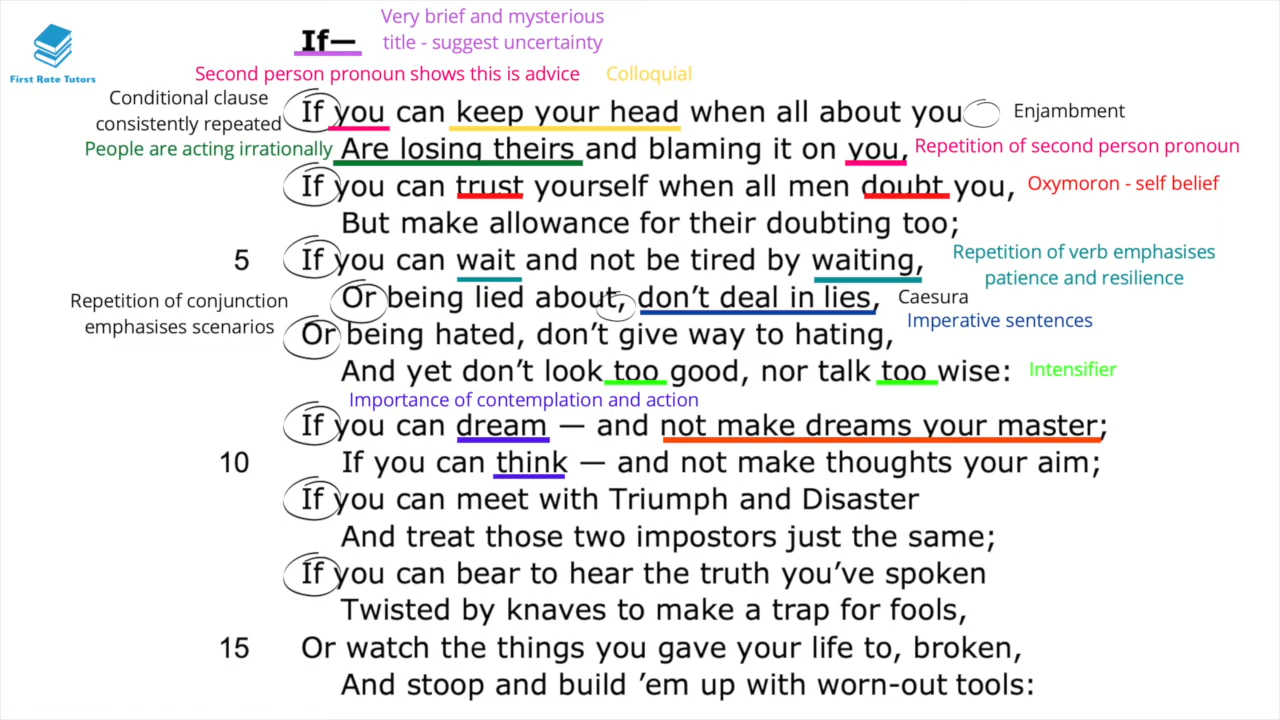 Very brief and mysterious
If—
title - suggest uncertainty
First Rate Tutors
Second person pronoun shows this is advice
Colloquial
Conditional clause
consistently repeated
If you can keep your head when all about you
Enjambment
People are acting irrationally
Are losing theirs and blaming it on you,
Repetition of second person pronoun
If you can trust yourself when all men doubt you,
Oxymoron - self belief
But make allowance for their doubting too;
5
If you can wait and not be tired by waiting,
Repetition of verb emphasises
patience and resilience
Repetition of conjunction
emphasises scenarios
Or being lied about, don't deal in lies,
Caesura
Imperative sentences
Or being hated, don't give way to hating,
And yet don't look too good, nor talk too wise:
Intensifier
Importance of contemplation and action
If you can dream — and not make dreams your master;
10
If you can think — and not make thoughts your aim;
If you can meet with Triumph and Disaster
And treat those two impostors just the same;
If you can bear to hear the truth you've spoken
Twisted by knaves to make a trap for fools,
15
Or watch the things you gave your life to, broken,
And stoop and build 'em up with worn-out tools: